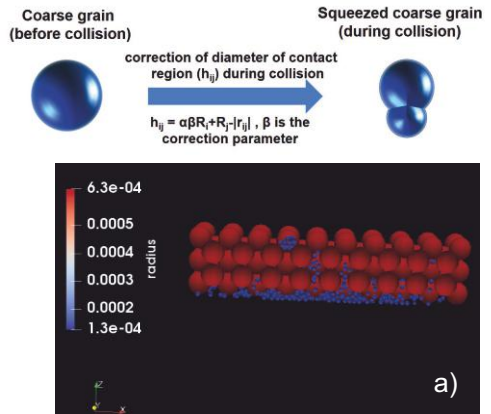 Coarse grain
(before collision)
correction of diameter of contact
region (hij) during collision
hij = αβRi+Rj-|rij| , β is the
correction parameter
Squeezed coarse grain
(during collision)
6.3e-04
0.0005
0.0004
0.0003
0.0002
1.3e-04
radius
Z
Y
X
a)